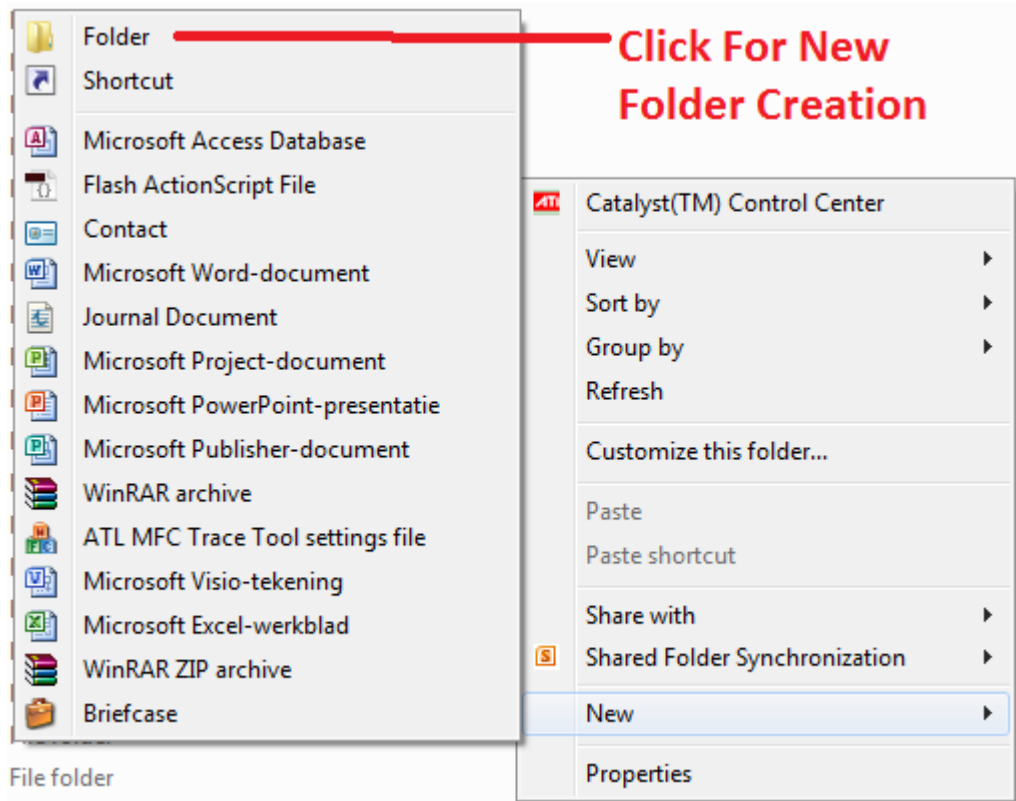 Folder
Shortcut
Microsoft Access Database
Flash ActionScript File
Contact
Microsoft Word-document
Journal Document
Microsoft Project-document
Microsoft PowerPoint-presentatie
Microsoft Publisher-document
WinRAR archive
ATL MFC Trace Tool settings file
Microsoft Visio-tekening
Microsoft Excel-werkblad
WinRAR ZIP archive
Briefcase
File folder
Click For New
Folder Creation
ATI
Catalyst(TM) Control Center
View
Sort by
Group by
Refresh
Customize this folder...
Paste
Paste shortcut
Share with
Shared Folder Synchronization
New
Properties